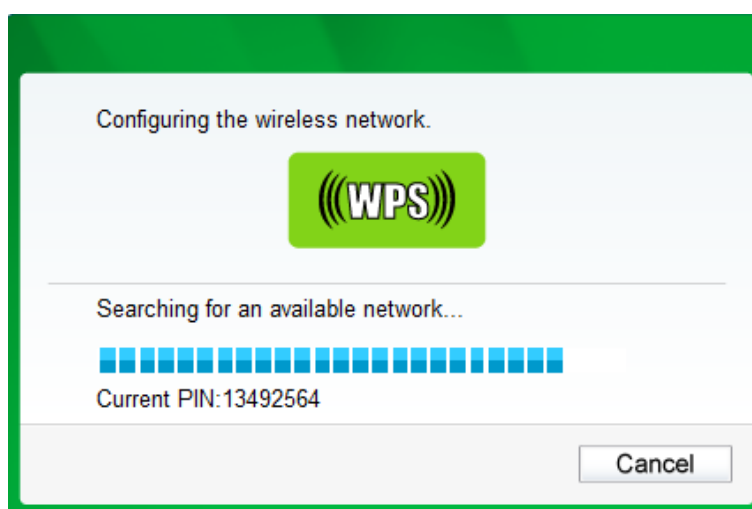 Configuring the wireless network.
WPS
Searching for an available network...
Current PIN:13492564
Cancel